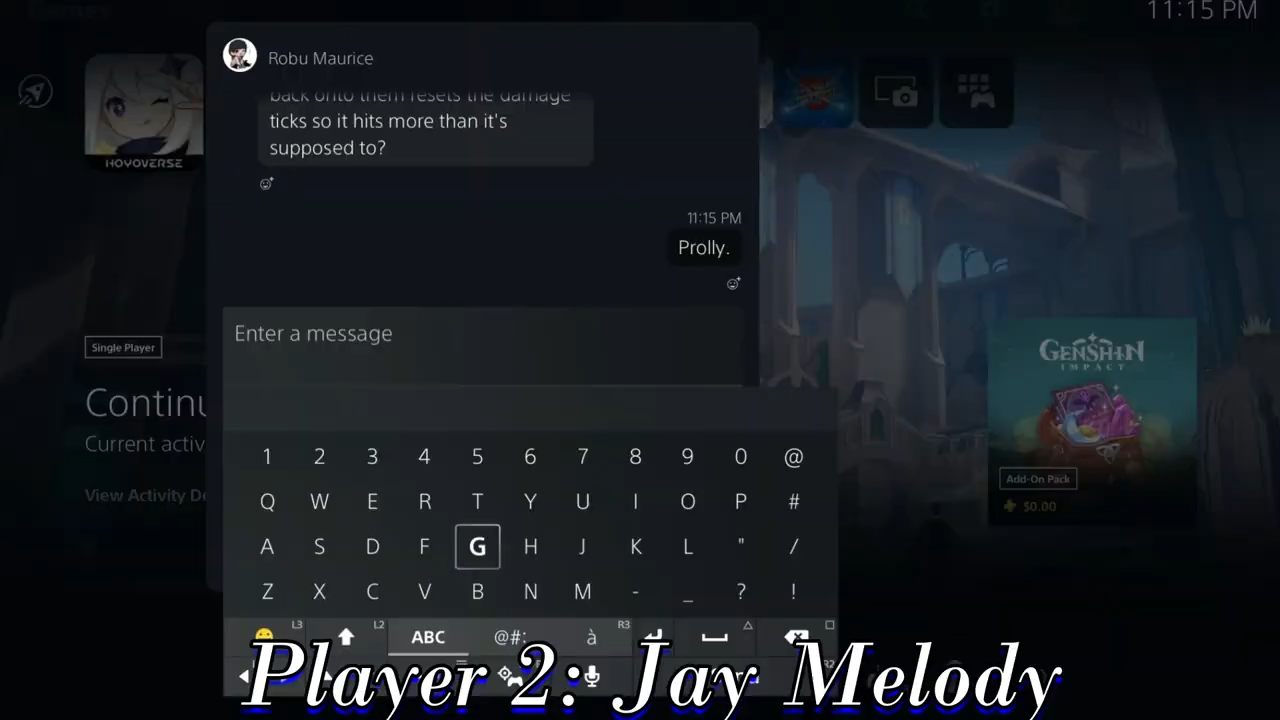 11:15 PM
Robu Maurice
back onto them resets the damage
ticks so it hits more than it's
supposed to?
HOYOVERSE
11:15 PM
Prolly.
Enter a message
Single Player
GENSHIN
IMPACT
Continu
Current activ
View Activity De
Add-On Pack
$0.00
1 2 3 4 5 6 7 8 9 0 @
Q W E R T Y U I O P #
A S D F G H J K L " /
Z X C V B N M - _ ? !
L3 L2 ABC @#: à R3
R2
Player 2: Jay Melody